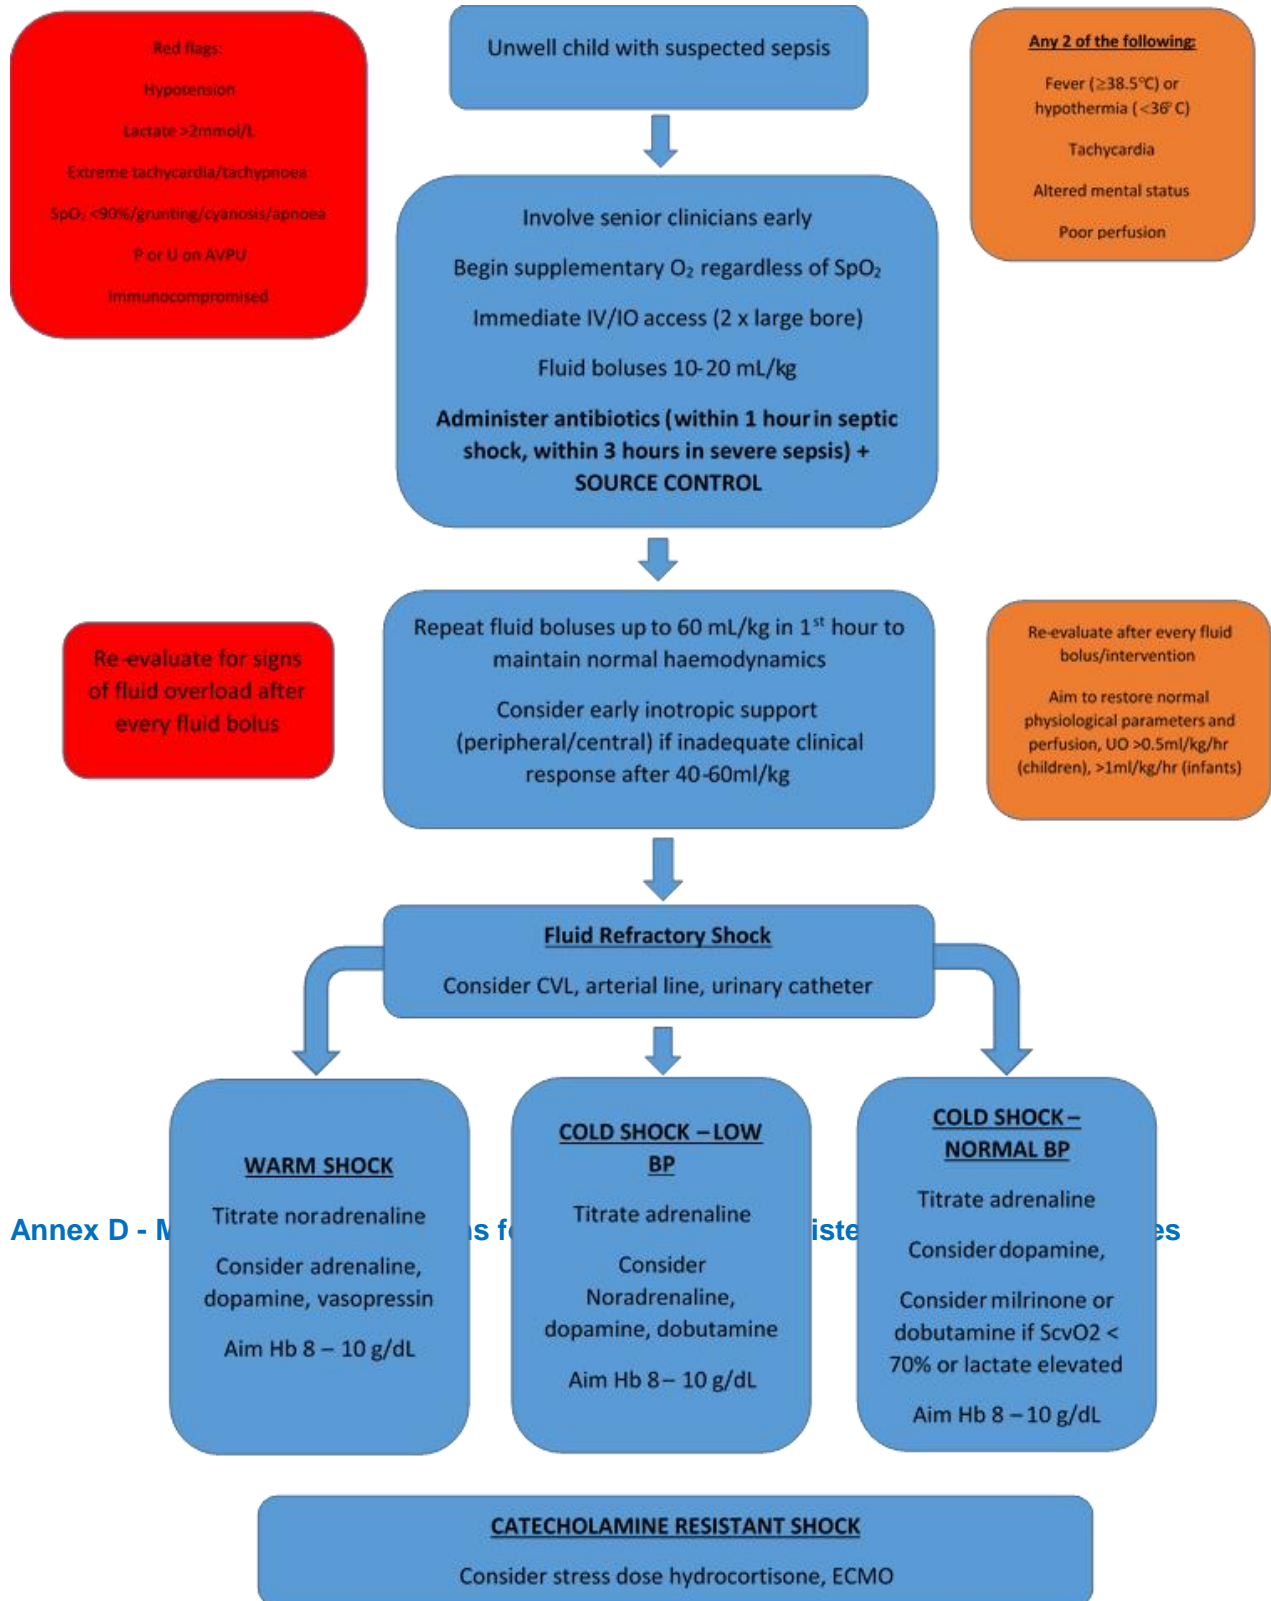 Red flags:
Hypotension
Lactate >2mmol/L
Extreme tachycardia/tachypnoea
SpO₂ <90%/grunting/cyanosis/apnoea
P or U on AVPU
Immunocompromised
Unwell child with suspected sepsis
Any 2 of the following:
Fever (≥38.5°C) or
hypothermia (<36°C)
Tachycardia
Altered mental status
Poor perfusion
Involve senior clinicians early
Begin supplementary O₂ regardless of SpO₂
Immediate IV/IO access (2 x large bore)
Fluid boluses 10-20 mL/kg
Administer antibiotics (within 1 hour in septic
shock, within 3 hours in severe sepsis) +
SOURCE CONTROL
Re-evaluate for signs
of fluid overload after
every fluid bolus
Repeat fluid boluses up to 60 mL/kg in 1st hour to
maintain normal haemodynamics
Consider early inotropic support
(peripheral/central) if inadequate clinical
response after 40-60ml/kg
Re-evaluate after every fluid
bolus/intervention
Aim to restore normal
physiological parameters and
perfusion, UO >0.5ml/kg/hr
(children), >1ml/kg/hr (infants)
Fluid Refractory Shock
Consider CVL, arterial line, urinary catheter
WARM SHOCK
Titrate noradrenaline
Consider adrenaline,
dopamine, vasopressin
Aim Hb 8 – 10 g/dL
COLD SHOCK – LOW
BP
Titrate adrenaline
Consider
Noradrenaline,
dopamine, dobutamine
Aim Hb 8 – 10 g/dL
COLD SHOCK –
NORMAL BP
Titrate adrenaline
Consider dopamine,
Consider milrinone or
dobutamine if ScvO2 <
70% or lactate elevated
Aim Hb 8 – 10 g/dL
Annex D -
CATECHOLAMINE RESISTANT SHOCK
Consider stress dose hydrocortisone, ECMO